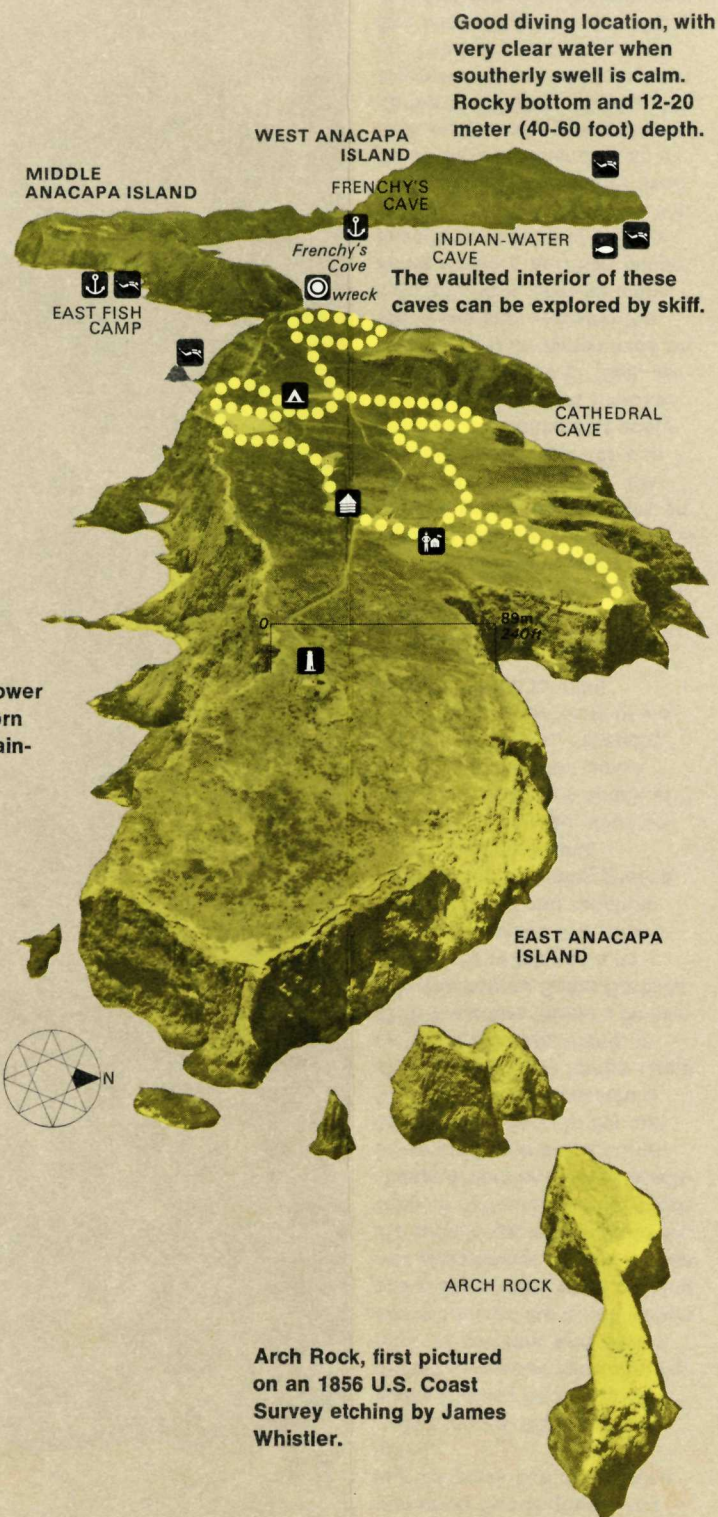 Good diving location, with
very clear water when
southerly swell is calm.
Rocky bottom and 12-20
meter (40-60 foot) depth.
WEST ANACAPA
ISLAND
MIDDLE
ANACAPA ISLAND
FRENCHY'S
CAVE
Frenchy's
Cove
INDIAN-WATER
CAVE
The vaulted interior of these
caves can be explored by skiff.
wreck
EAST FISH
CAMP
CATHEDRAL
CAVE
0
89m
240ft
ower
orn
ain-
EAST ANACAPA
ISLAND
N
ARCH ROCK
Arch Rock, first pictured
on an 1856 U.S. Coast
Survey etching by James
Whistler.